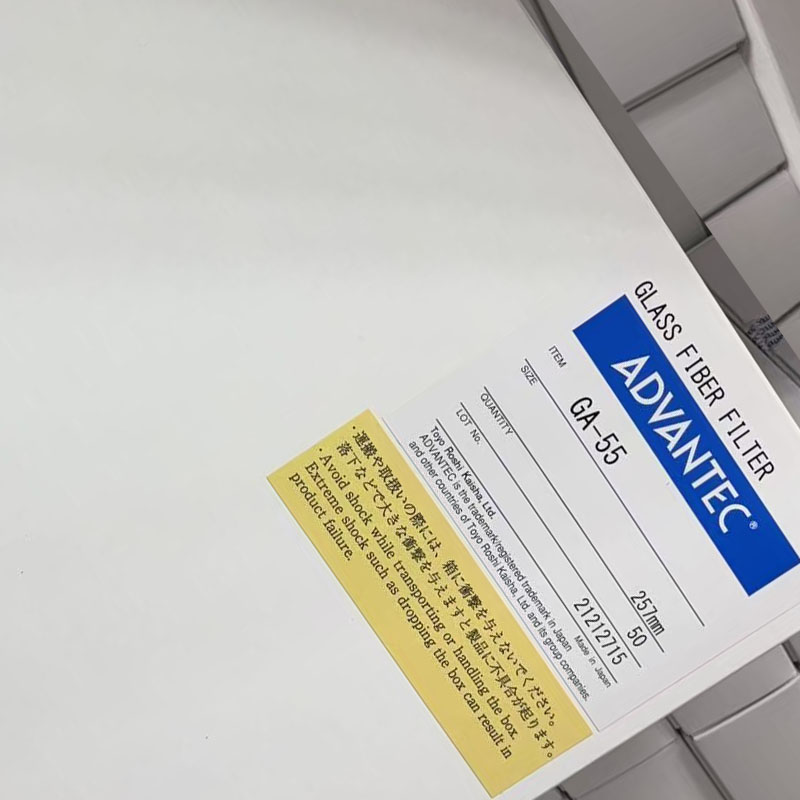 GLASS FIBER FILTER
ADVANTEC®
ITEM GA-55
SIZE 257mm
QUANTITY 50
LOT No. 21212715
Made in Japan
Toyo Roshi Kaisha, Ltd.
ADVANTEC is the trademark/registered trademark in Japan
and other countries of Toyo Roshi Kaisha, Ltd. and its group companies.
・運搬や取扱いの際には、箱に衝撃を与えないでください。
落下などで大きな衝撃を与えますと製品に不具合が起ります。
・Avoid shock while transporting or handling the box.
Extreme shock such as dropping the box can result in
product failure.